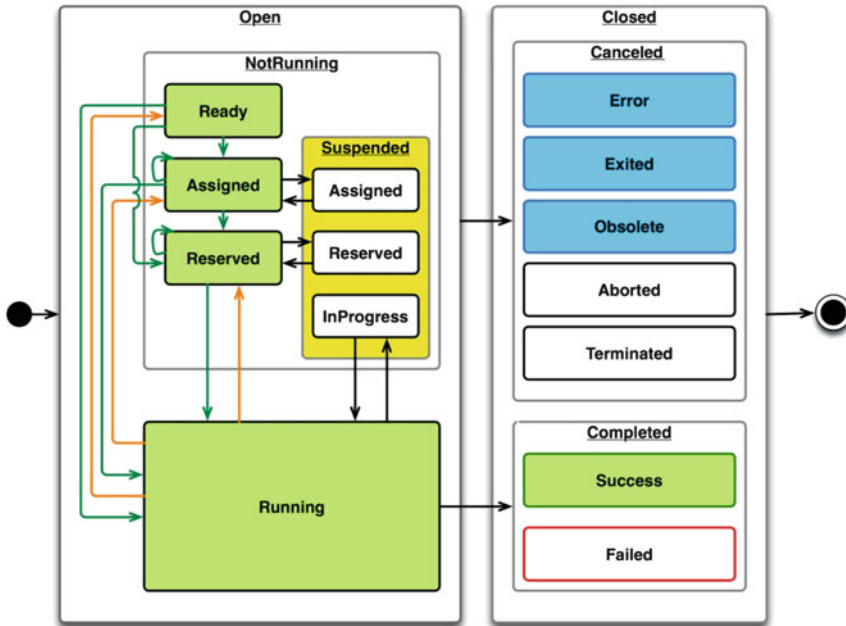 Open
NotRunning
Ready
Assigned
Reserved
Suspended
Assigned
Reserved
InProgress
Running
Closed
Canceled
Error
Exited
Obsolete
Aborted
Terminated
Completed
Success
Failed